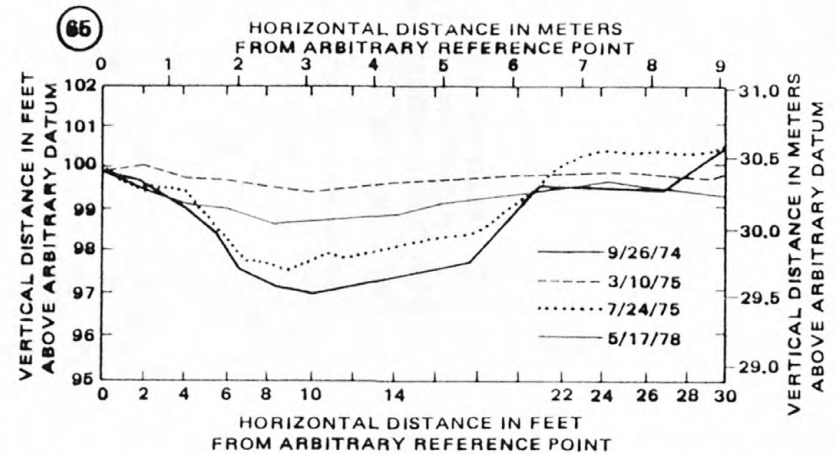 65
HORIZONTAL DISTANCE IN METERS
FROM ARBITRARY REFERENCE POINT
0 1 2 3 4 5 6 7 8 9
VERTICAL DISTANCE IN FEET
ABOVE ARBITRARY DATUM
102
101
100
99
98
97
96
95
31.0
30.5
30.0
29.5
29.0
VERTICAL DISTANCE IN METERS
ABOVE ARBITRARY DATUM
9/26/74
3/10/75
7/24/75
5/17/78
0 2 4 6 8 10 14 22 24 26 28 30
HORIZONTAL DISTANCE IN FEET
FROM ARBITRARY REFERENCE POINT